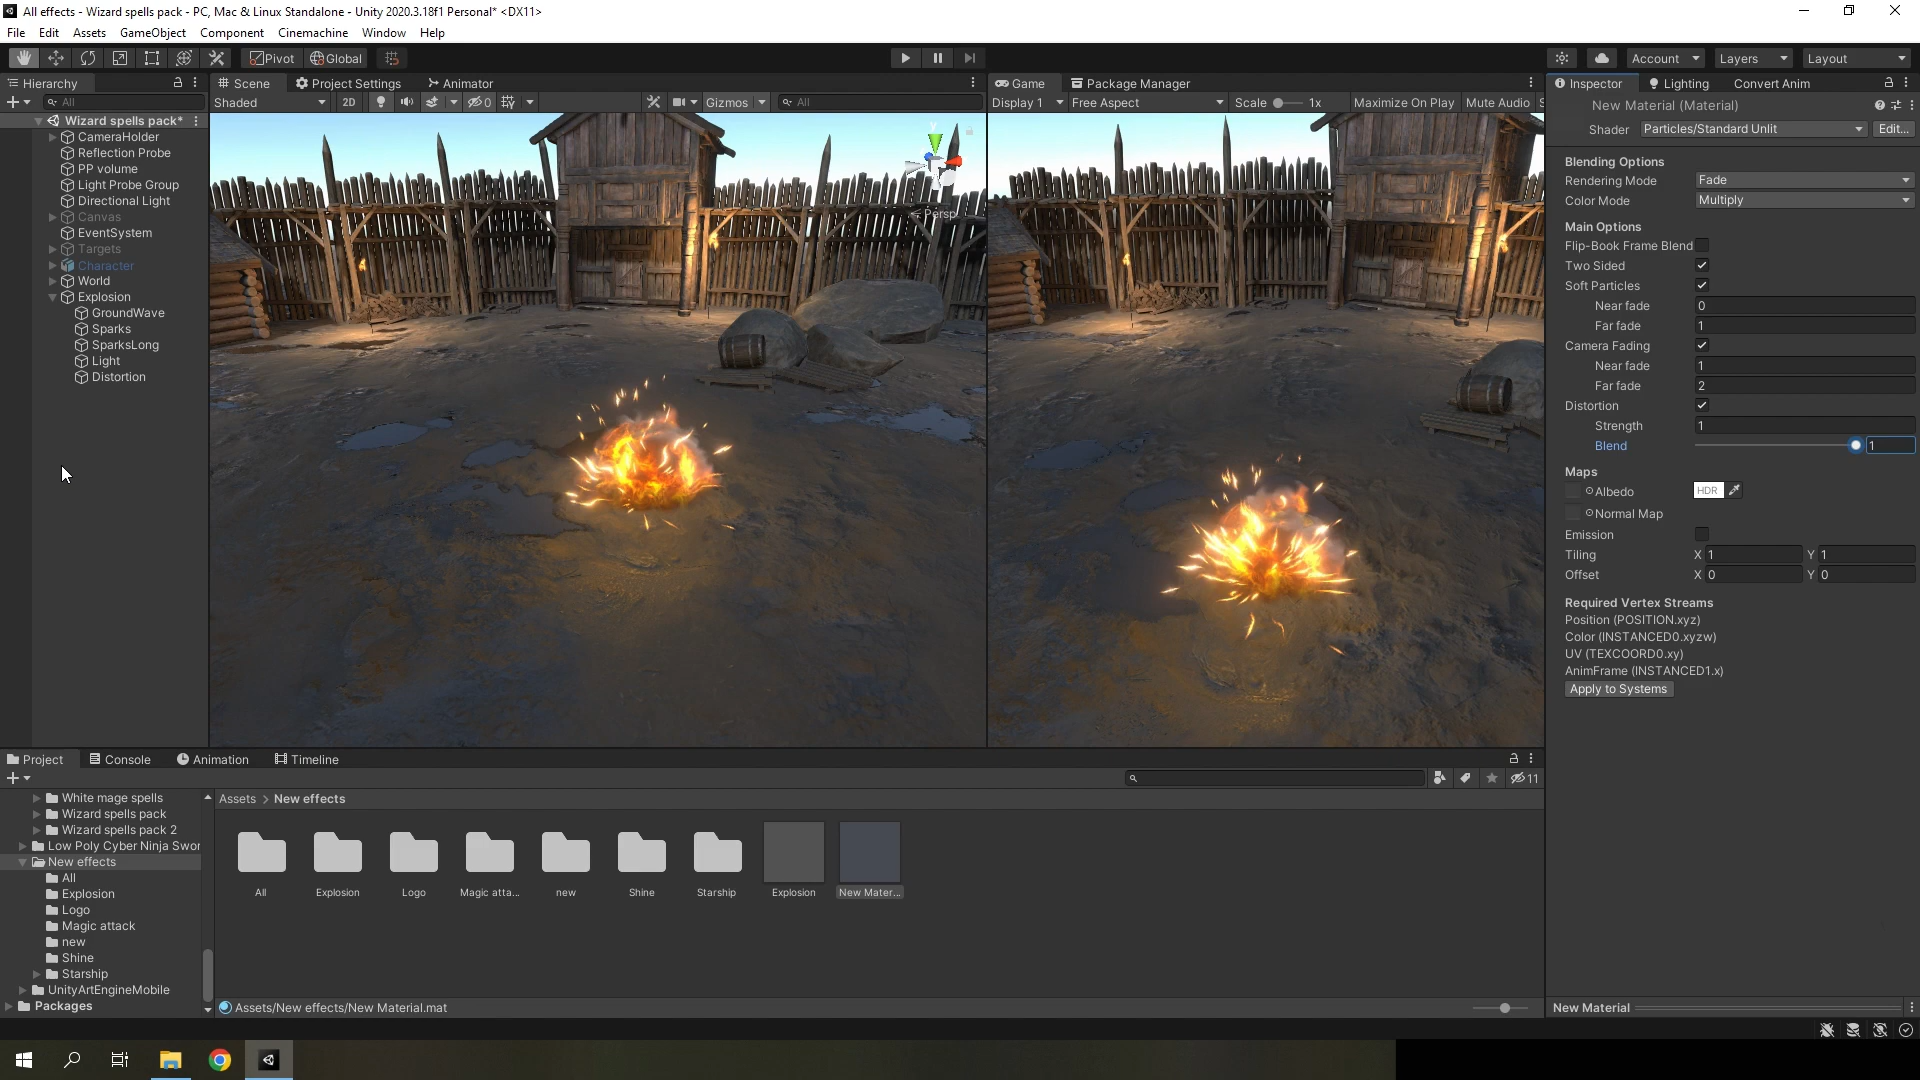 All effects - Wizard spells pack - PC, Mac & Linux Standalone - Unity 2020.3.18f1 Personal* <DX11>
File Edit Assets GameObject Component Cinemachine Window Help
Pivot Global Account Layers Layout
Hierarchy Scene Project Settings Animator Game Package Manager Inspector Lighting Convert Anim
All Shaded 2D 0 Gizmos All Display 1 Free Aspect Scale 1x Maximize On Play Mute Audio S
Wizard spells pack*
CameraHolder
Reflection Probe
PP volume
Light Probe Group
Directional Light
Canvas
EventSystem
Targets
Character
World
Explosion
GroundWave
Sparks
SparksLong
Light
Distortion
y
Persp
New Material (Material)
Shader Particles/Standard Unlit Edit...
Blending Options
Rendering Mode Fade
Color Mode Multiply
Main Options
Flip-Book Frame Blend
Two Sided
Soft Particles
Near fade 0
Far fade 1
Camera Fading
Near fade 1
Far fade 2
Distortion
Strength 1
Blend 1
Maps
Albedo HDR
Normal Map
Emission
Tiling X 1 Y 1
Offset X 0 Y 0
Required Vertex Streams
Position (POSITION.xyz)
Color (INSTANCED0.xyzw)
UV (TEXCOORD0.xy)
AnimFrame (INSTANCED1.x)
Apply to Systems
Project Console Animation Timeline
11
White mage spells
Wizard spells pack
Wizard spells pack 2
Low Poly Cyber Ninja Swor
New effects
All
Explosion
Logo
Magic attack
new
Shine
Starship
UnityArtEngineMobile
Packages
Assets > New effects
All Explosion Logo Magic atta... new Shine Starship Explosion New Mater...
Assets/New effects/New Material.mat
New Material